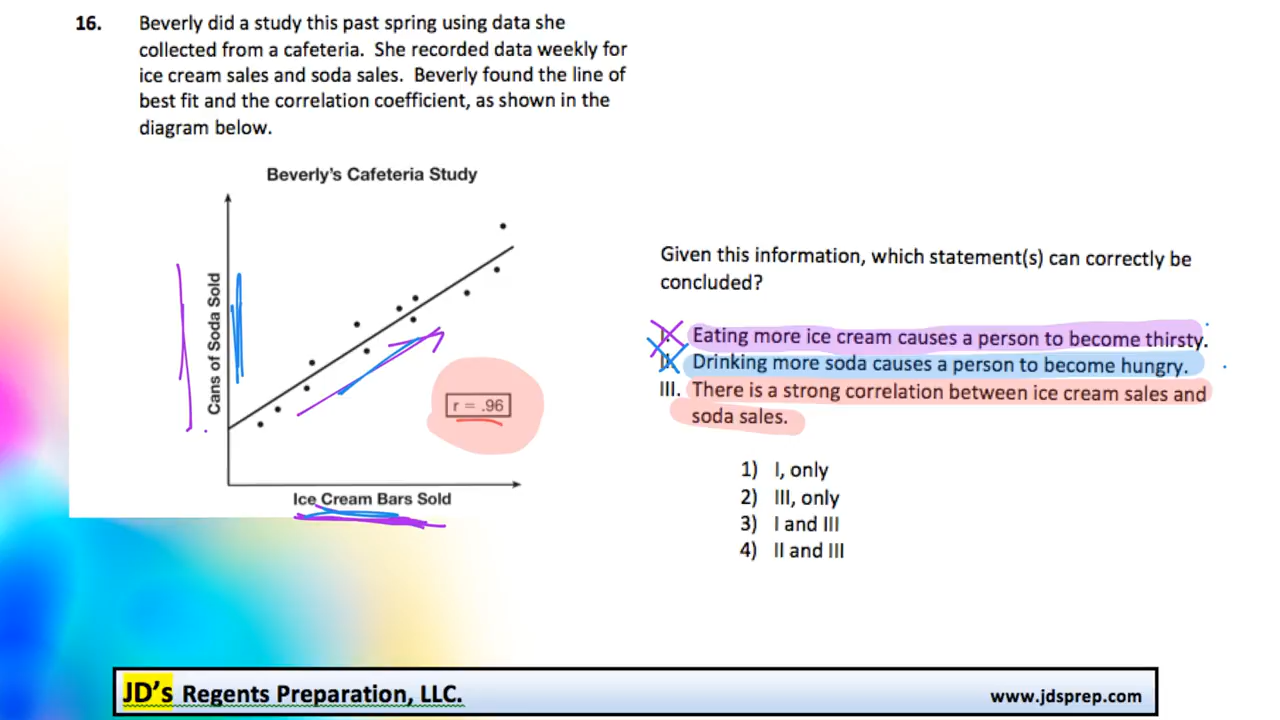 16. Beverly did a study this past spring using data she
collected from a cafeteria. She recorded data weekly for
ice cream sales and soda sales. Beverly found the line of
best fit and the correlation coefficient, as shown in the
diagram below.
Beverly's Cafeteria Study
Cans of Soda Sold
r = .96
Ice Cream Bars Sold
Given this information, which statement(s) can correctly be
concluded?
I. Eating more ice cream causes a person to become thirsty.
II. Drinking more soda causes a person to become hungry.
III. There is a strong correlation between ice cream sales and
soda sales.
1) I, only
2) III, only
3) I and III
4) II and III
JD's Regents Preparation, LLC.
www.jdsprep.com